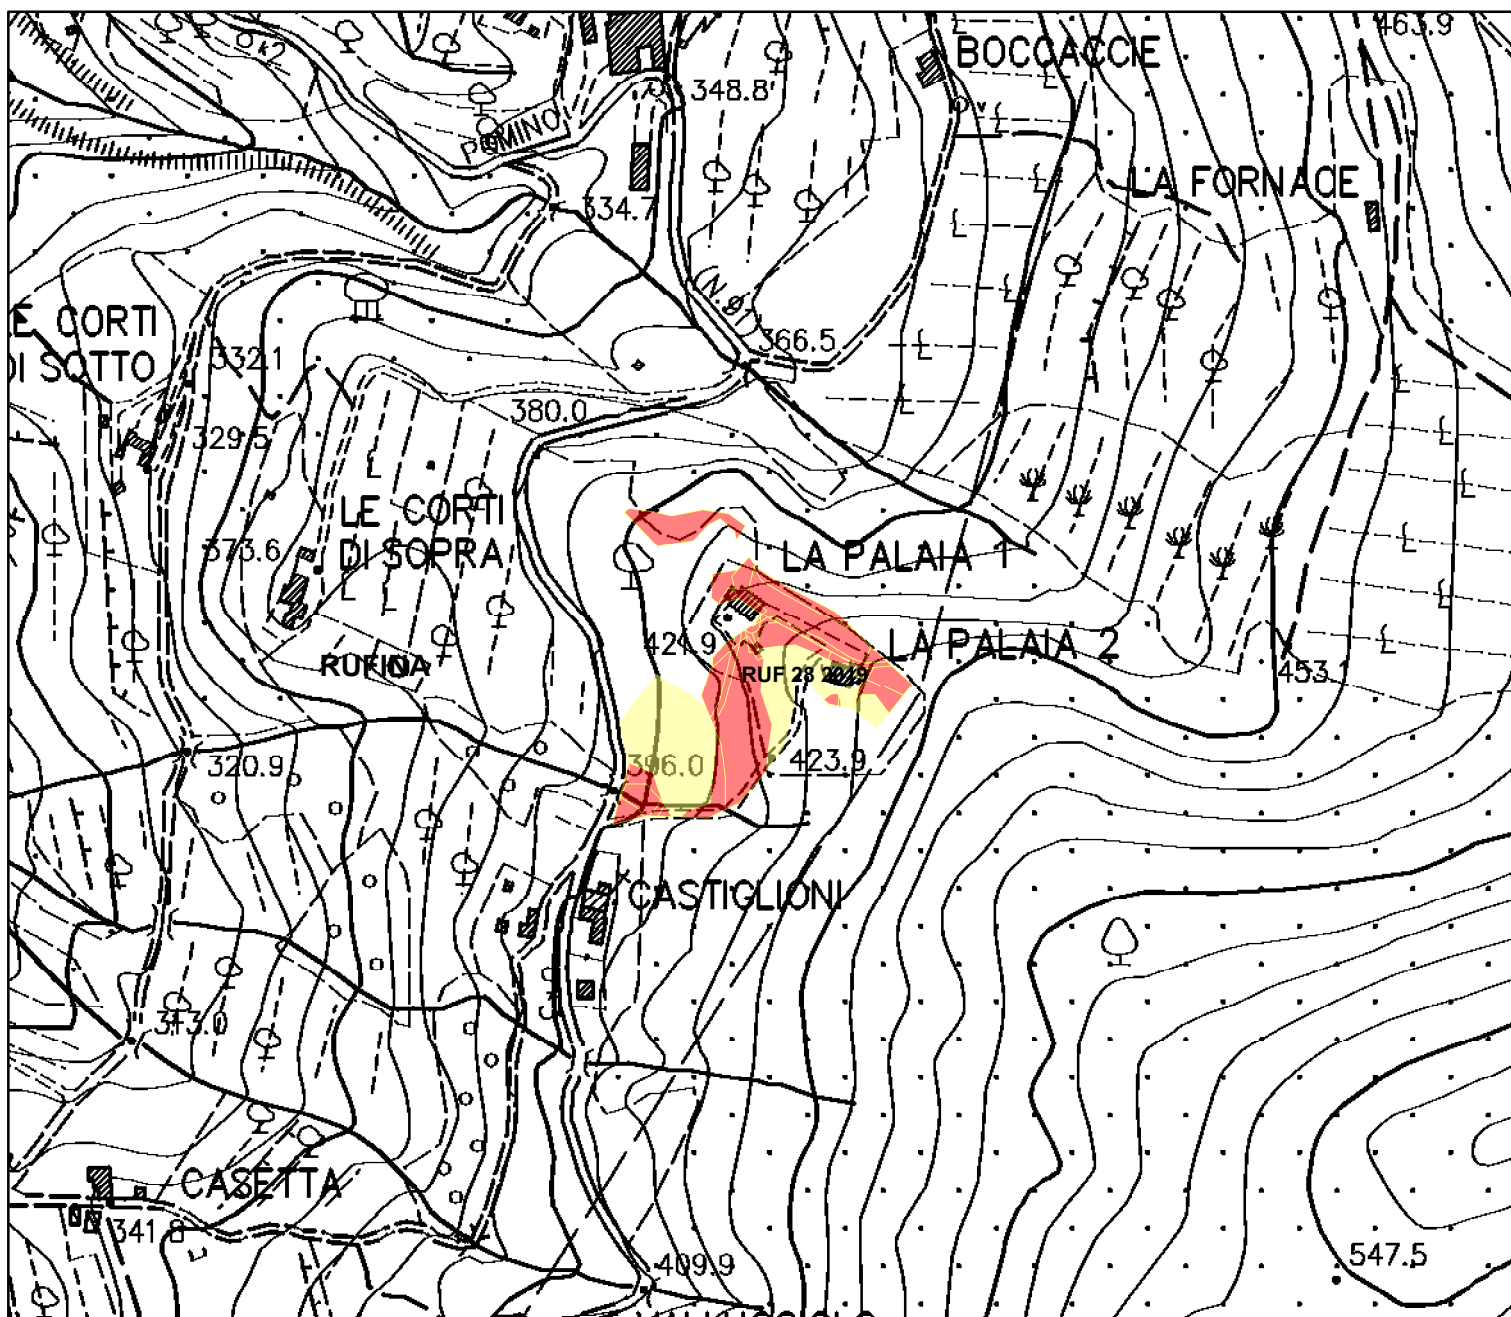 463.9
k2
BOCCACCIE
348.8
POMINO
LA FORNACE
334.7
N.9
LE CORTI
DI SOTTO
366.5
332.1
380.0
329.5
LE CORTI
DI SOPRA
373.6
LA PALAIA 1
421.9
LA PALAIA 2
RUFINA
RUF 23 2019
453.1
320.9
396.0
423.9
CASTIGLIONI
313.0
CASETTA
341.8
409.9
547.5